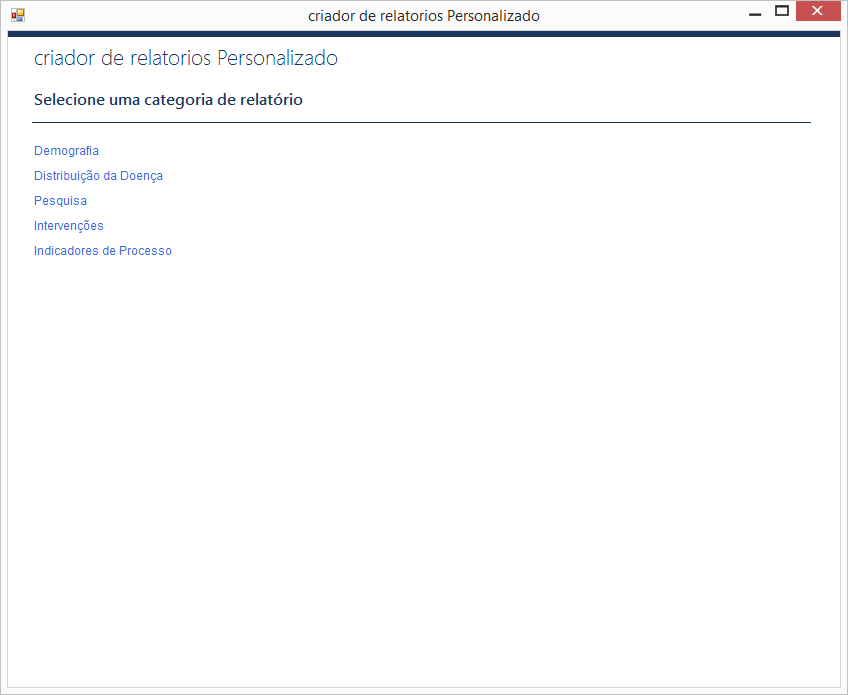 criador de relatorios Personalizado
criador de relatorios Personalizado
Selecione uma categoria de relatório
Demografia
Distribuição da Doença
Pesquisa
Intervenções
Indicadores de Processo